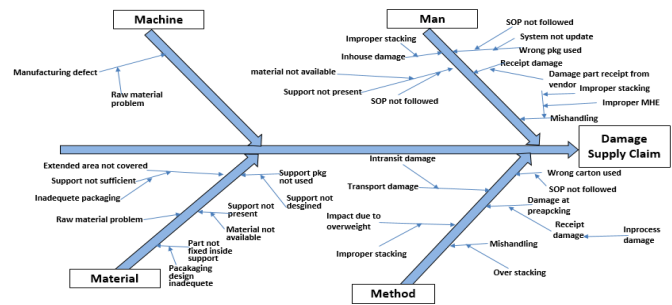 Machine
Man
SOP not followed
Improper stacking
System not update
Inhouse damage
Wrong pkg used
Receipt damage
Manufacturing defect
material not available
Damage part receipt from
vendor
Raw material
problem
Support not present
SOP not followed
Improper stacking
Improper MHE
Mishandling
Damage
Supply Claim
Extended area not covered
Intransit damage
Support pkg
not used
Wrong carton used
Support not sufficient
Transport damage
SOP not followed
Inadequete packaging
Support not
desgined
Damage at
preapcking
Raw material problem
Support not
present
Impact due to
overweight
Receipt
damage
Inprocess
damage
Material not
available
Part not
fixed inside
support
Mishandling
Improper stacking
Pacakaging
design
inadequete
Over stacking
Material
Method